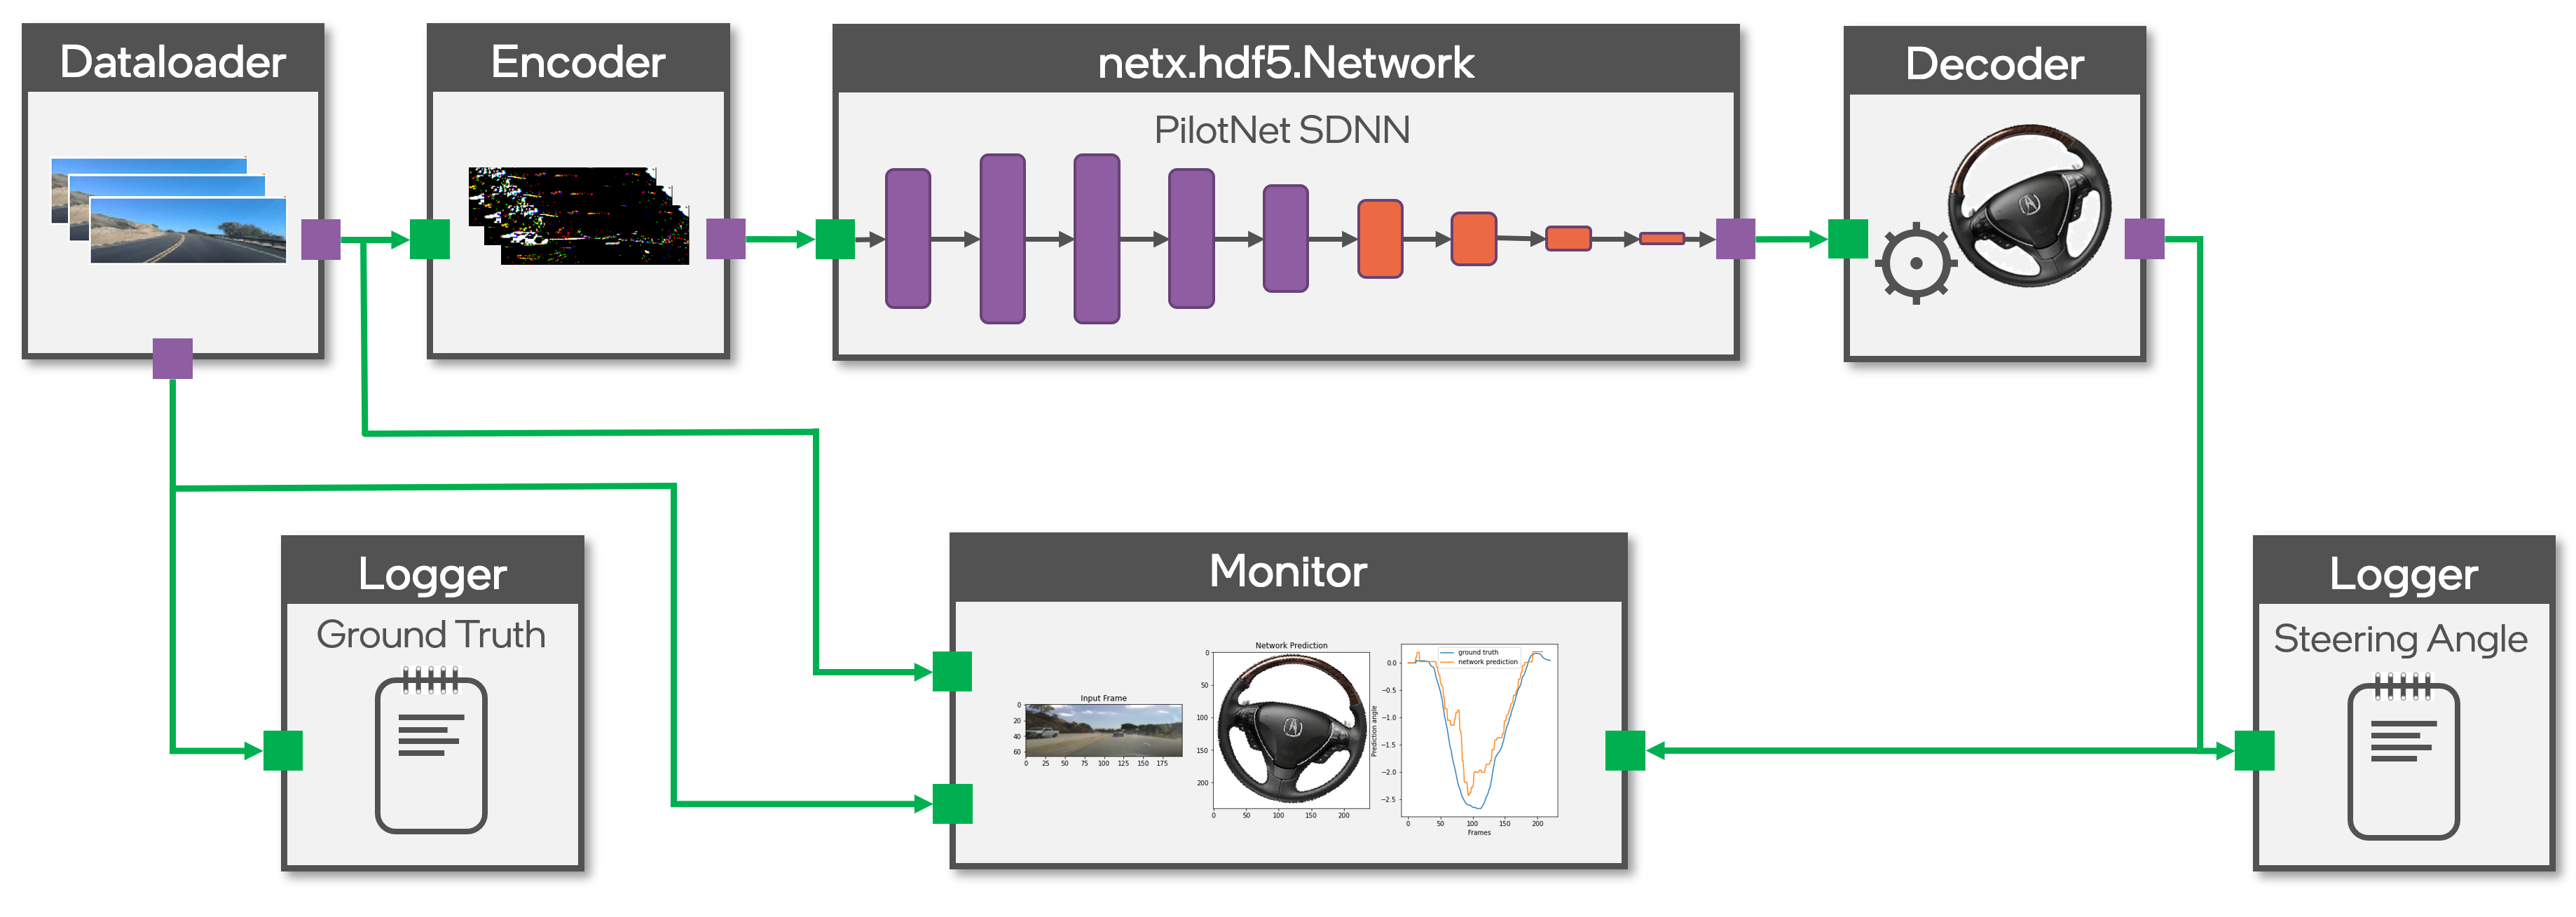 Dataloader
Encoder
netx.hdf5.Network
Decoder
PilotNet SDNN
Logger
Ground Truth
Monitor
Input Frame
0
20
40
60
0 25 50 75 100 125 150 175
Network Prediction
0
50
100
150
200
0 50 100 150 200
Prediction angle
ground truth
network prediction
0.0
−0.5
−1.0
−1.5
−2.0
−2.5
0 50 100 150 200
Frames
Logger
Steering Angle